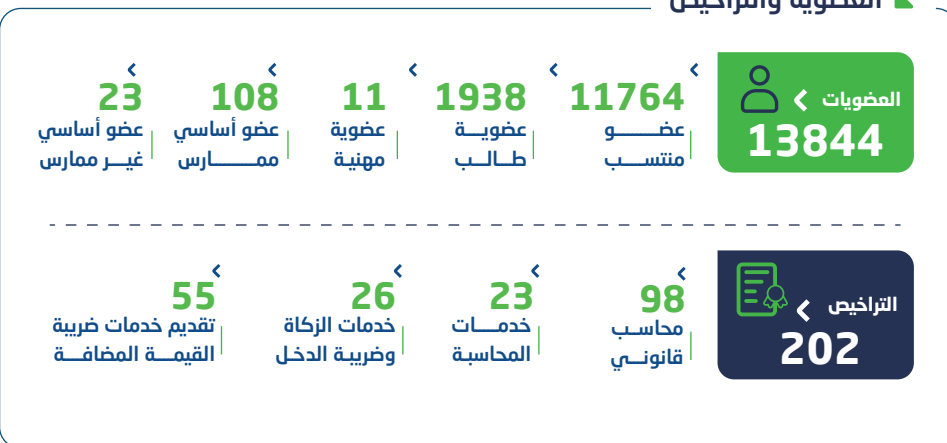 العضوية والتراخيص
العضويات
13844
11764
عضو
منتسب
1938
عضوية
طالب
11
عضوية
مهنية
108
عضو أساسي
ممارس
23
عضو أساسي
غير ممارس
التراخيص
202
98
محاسب
قانوني
23
خدمات
المحاسبة
26
خدمات الزكاة
وضريبة الدخل
55
تقديم خدمات ضريبة
القيمة المضافة